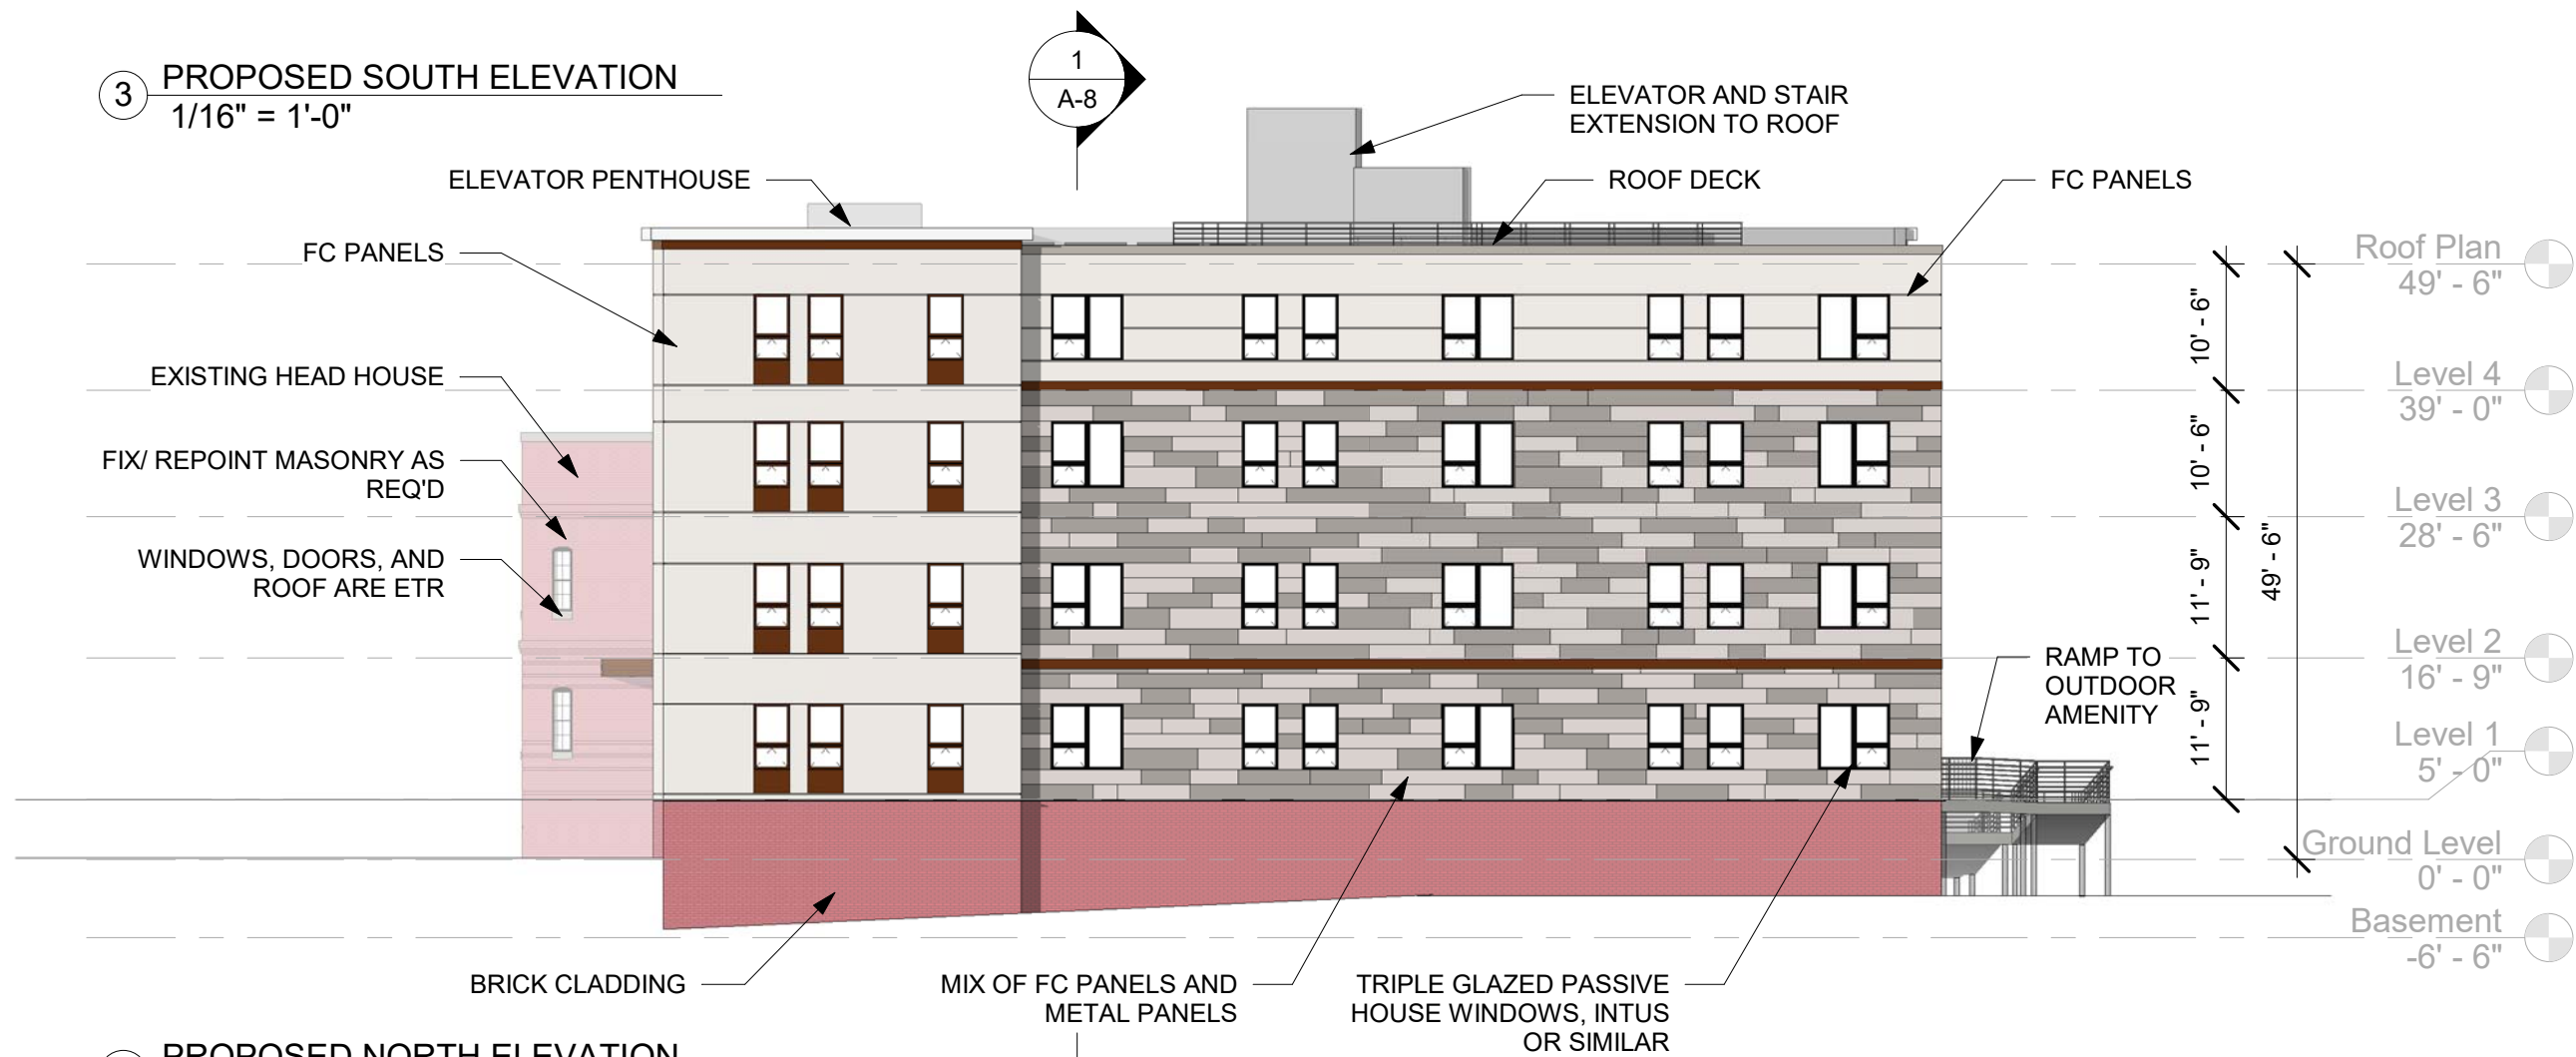 3
PROPOSED SOUTH ELEVATION
1/16" = 1'-0"
1
A-8
ELEVATOR AND STAIR
EXTENSION TO ROOF
ELEVATOR PENTHOUSE
ROOF DECK
FC PANELS
FC PANELS
EXISTING HEAD HOUSE
FIX/ REPOINT MASONRY AS
REQ'D
WINDOWS, DOORS, AND
ROOF ARE ETR
Roof Plan
49' - 6"
10' - 6"
Level 4
39' - 0"
10' - 6"
Level 3
28' - 6"
11' - 9"
49' - 6"
Level 2
16' - 9"
RAMP TO
OUTDOOR
AMENITY
11' - 9"
Level 1
5' - 0"
Ground Level
0' - 0"
Basement
-6' - 6"
BRICK CLADDING
MIX OF FC PANELS AND
METAL PANELS
TRIPLE GLAZED PASSIVE
HOUSE WINDOWS, INTUS
OR SIMILAR
PROPOSED NORTH ELEVATION